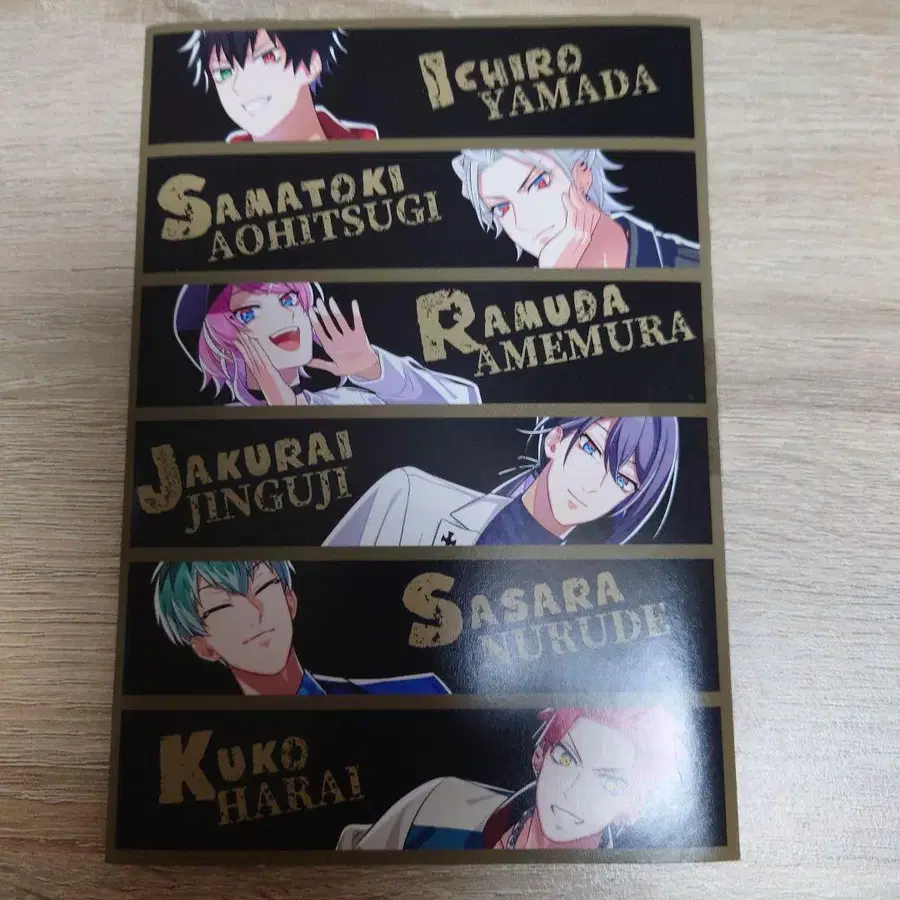 ICHIRO
YAMADA
SAMATOKI
AOHITSUGI
RAMUDA
AMEMURA
JAKURAI
JINGUJI
SASARA
NURUDE
KUKO
HARAI